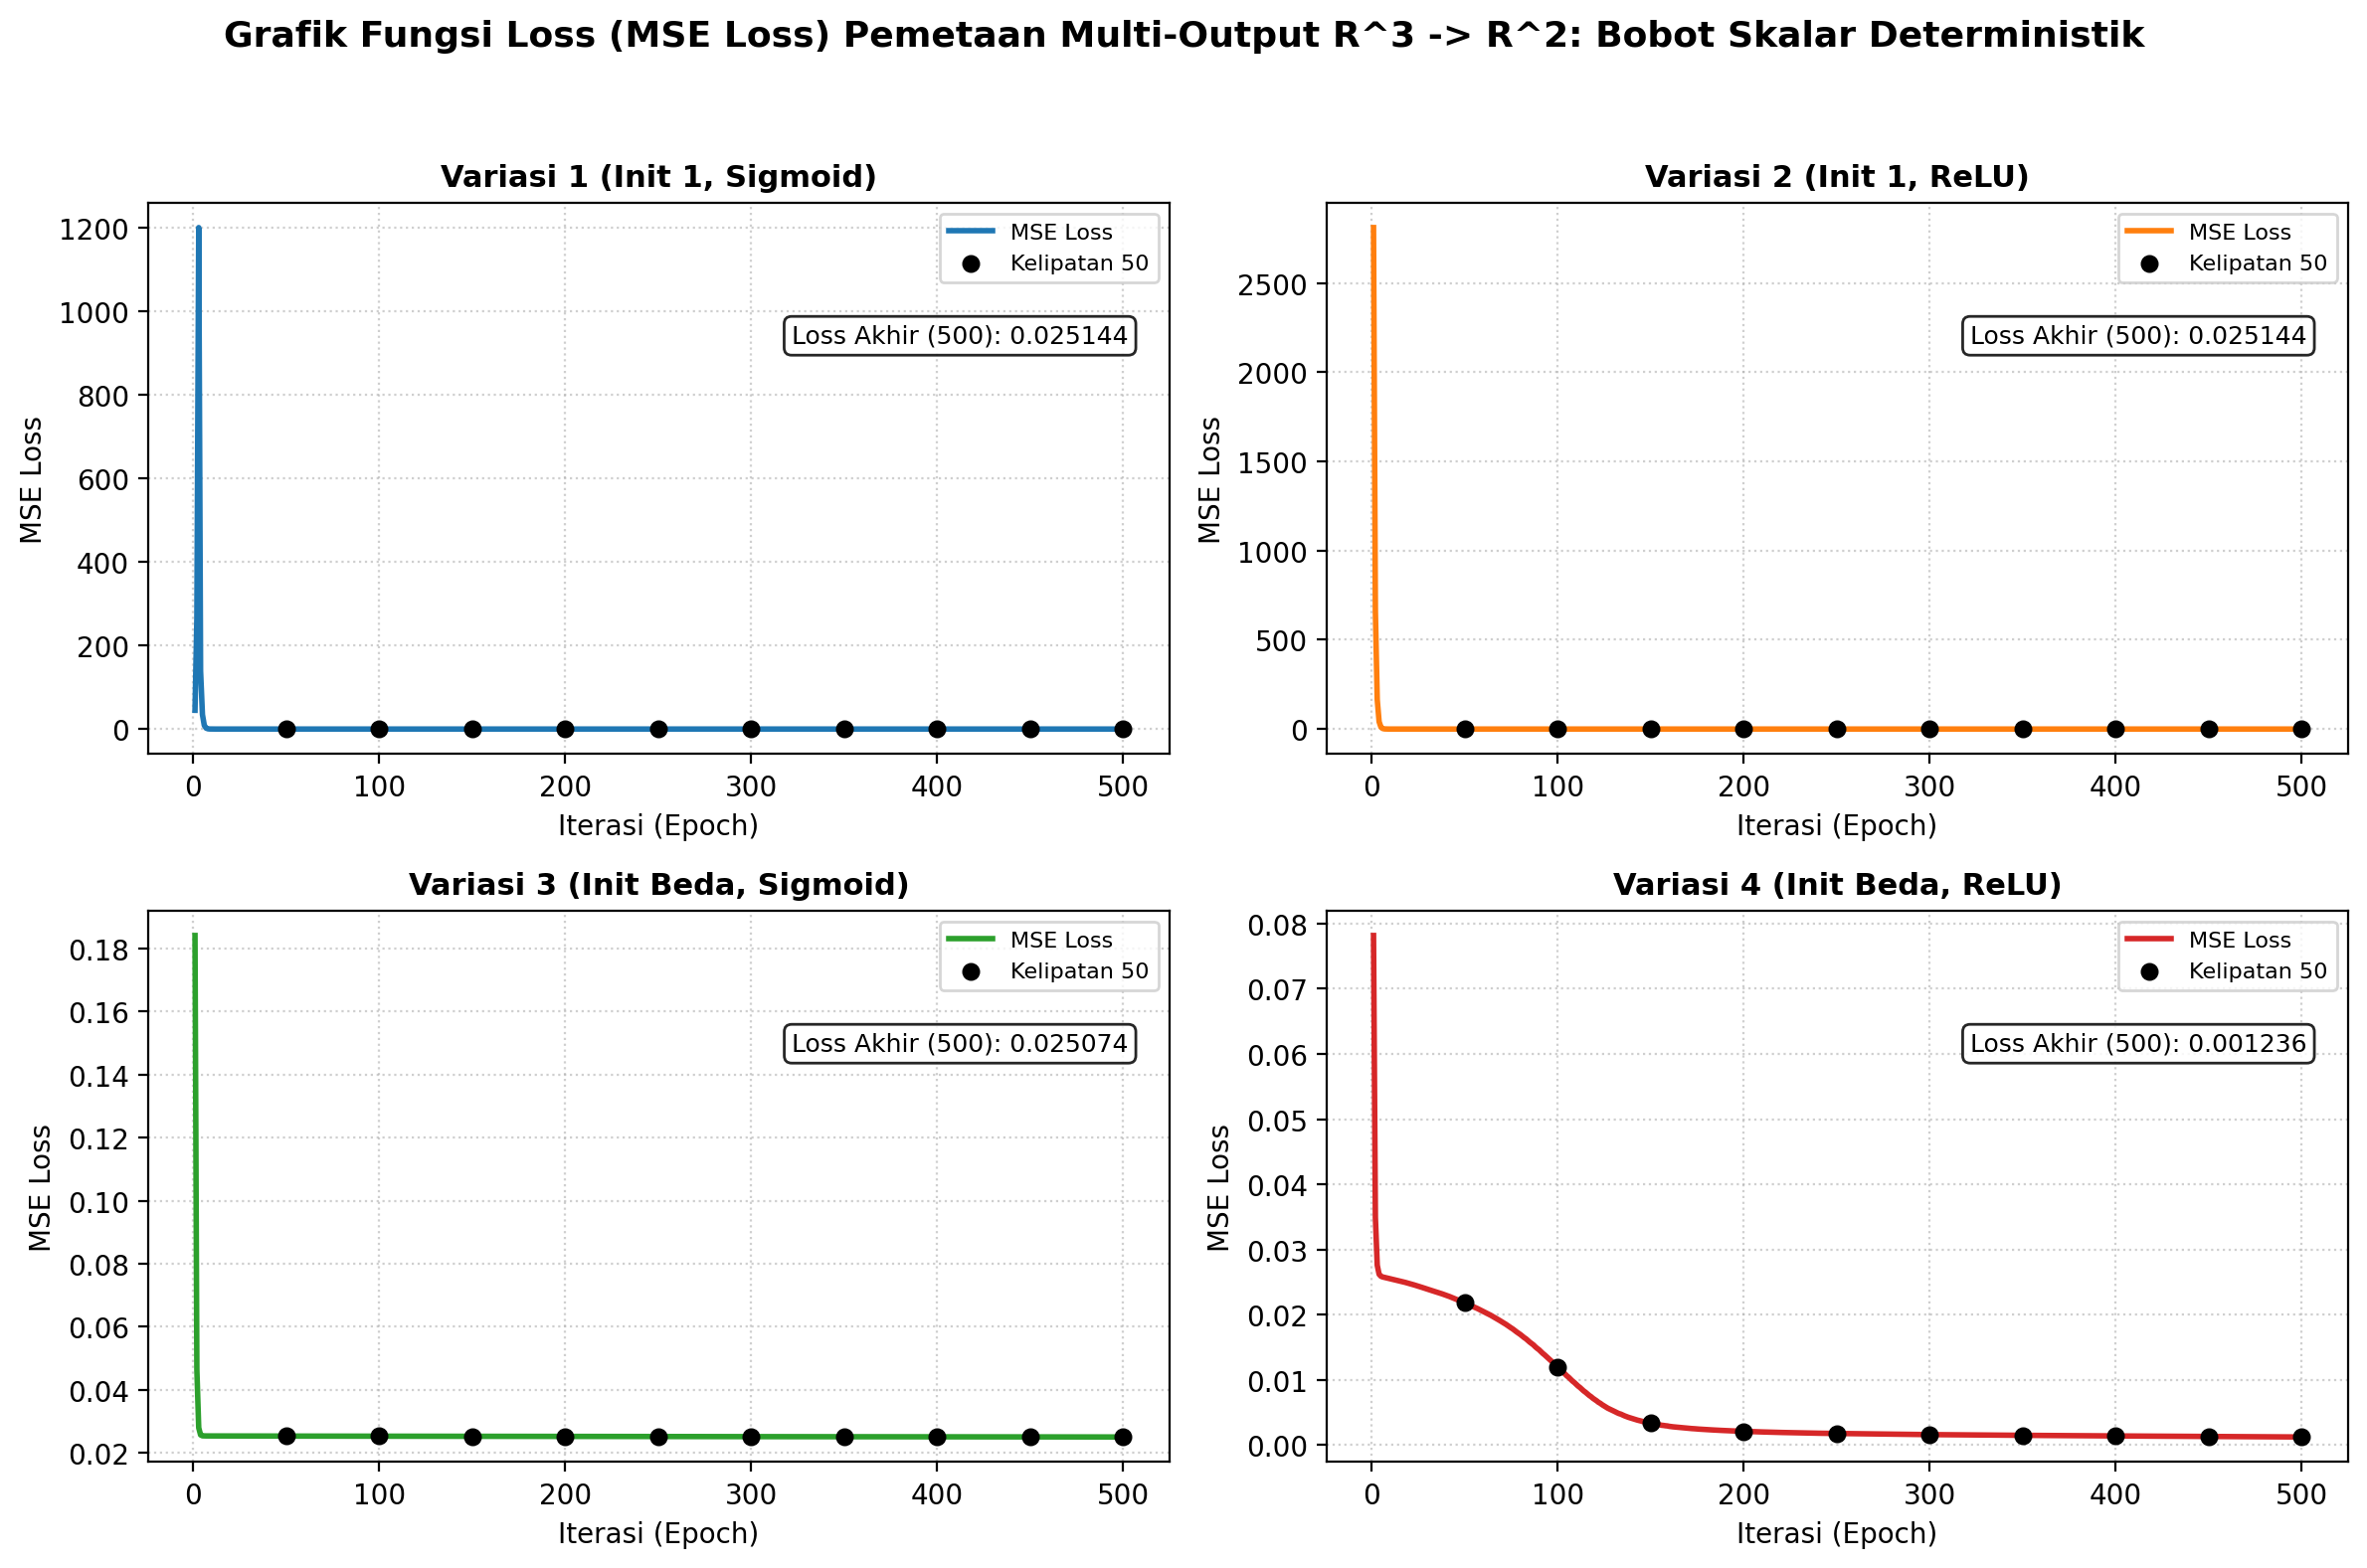 Grafik Fungsi Loss (MSE Loss) Pemetaan Multi-Output R^3 -> R^2: Bobot Skalar Deterministik
Variasi 1 (Init 1, Sigmoid)
MSE Loss
1200
1000
800
600
400
200
0
MSE Loss
Kelipatan 50
Loss Akhir (500): 0.025144
0 100 200 300 400 500
Iterasi (Epoch)
Variasi 2 (Init 1, ReLU)
MSE Loss
2500
2000
1500
1000
500
0
MSE Loss
Kelipatan 50
Loss Akhir (500): 0.025144
0 100 200 300 400 500
Iterasi (Epoch)
Variasi 3 (Init Beda, Sigmoid)
MSE Loss
0.18
0.16
0.14
0.12
0.10
0.08
0.06
0.04
0.02
MSE Loss
Kelipatan 50
Loss Akhir (500): 0.025074
0 100 200 300 400 500
Iterasi (Epoch)
Variasi 4 (Init Beda, ReLU)
MSE Loss
0.08
0.07
0.06
0.05
0.04
0.03
0.02
0.01
0.00
MSE Loss
Kelipatan 50
Loss Akhir (500): 0.001236
0 100 200 300 400 500
Iterasi (Epoch)